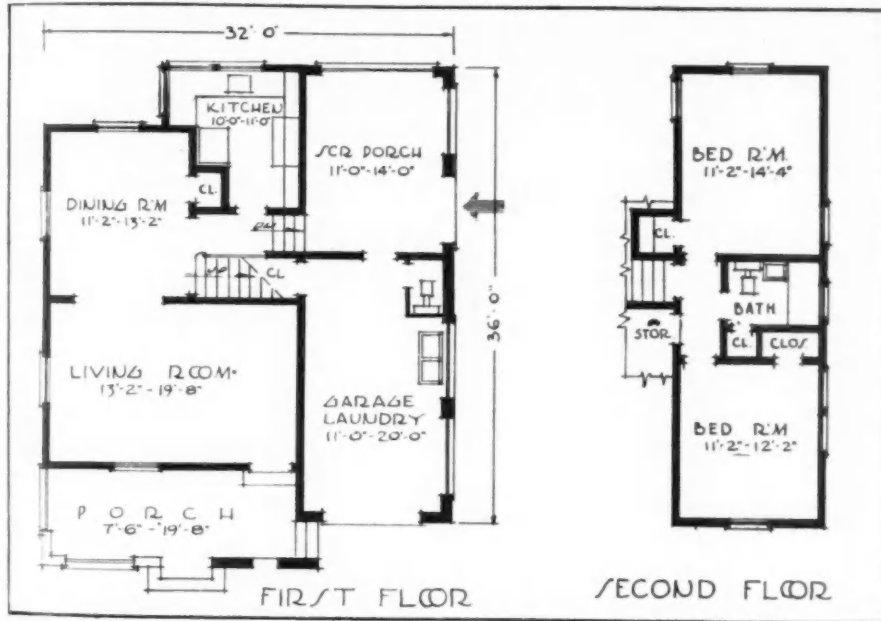 32'-0"
KITCHEN
10'-0"-11'-0"
SCR PORCH
11'-0"-14'-0"
CL.
DINING R'M
11'-2"-13'-2"
DN
UP
CL
LIVING ROOM
13'-2"-19'-8"
GARAGE
LAUNDRY
11'-0"-20'-0"
36'-0"
PORCH
7'-6"-19'-8"
FIRST FLOOR
BED R'M.
11'-2"-14'-4"
CL.
BATH
STOR
CL.
CLOS.
BED R'M
11'-2"-12'-2"
SECOND FLOOR